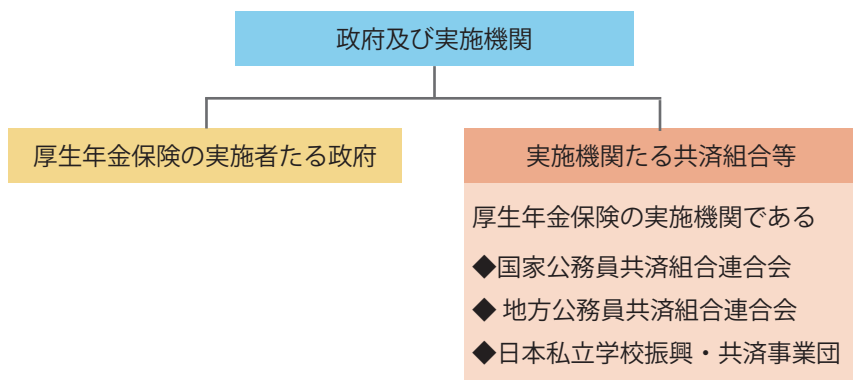 政府及び実施機関
厚生年金保険の実施者たる政府
実施機関たる共済組合等
厚生年金保険の実施機関である
◆国家公務員共済組合連合会
◆ 地方公務員共済組合連合会
◆日本私立学校振興・共済事業団